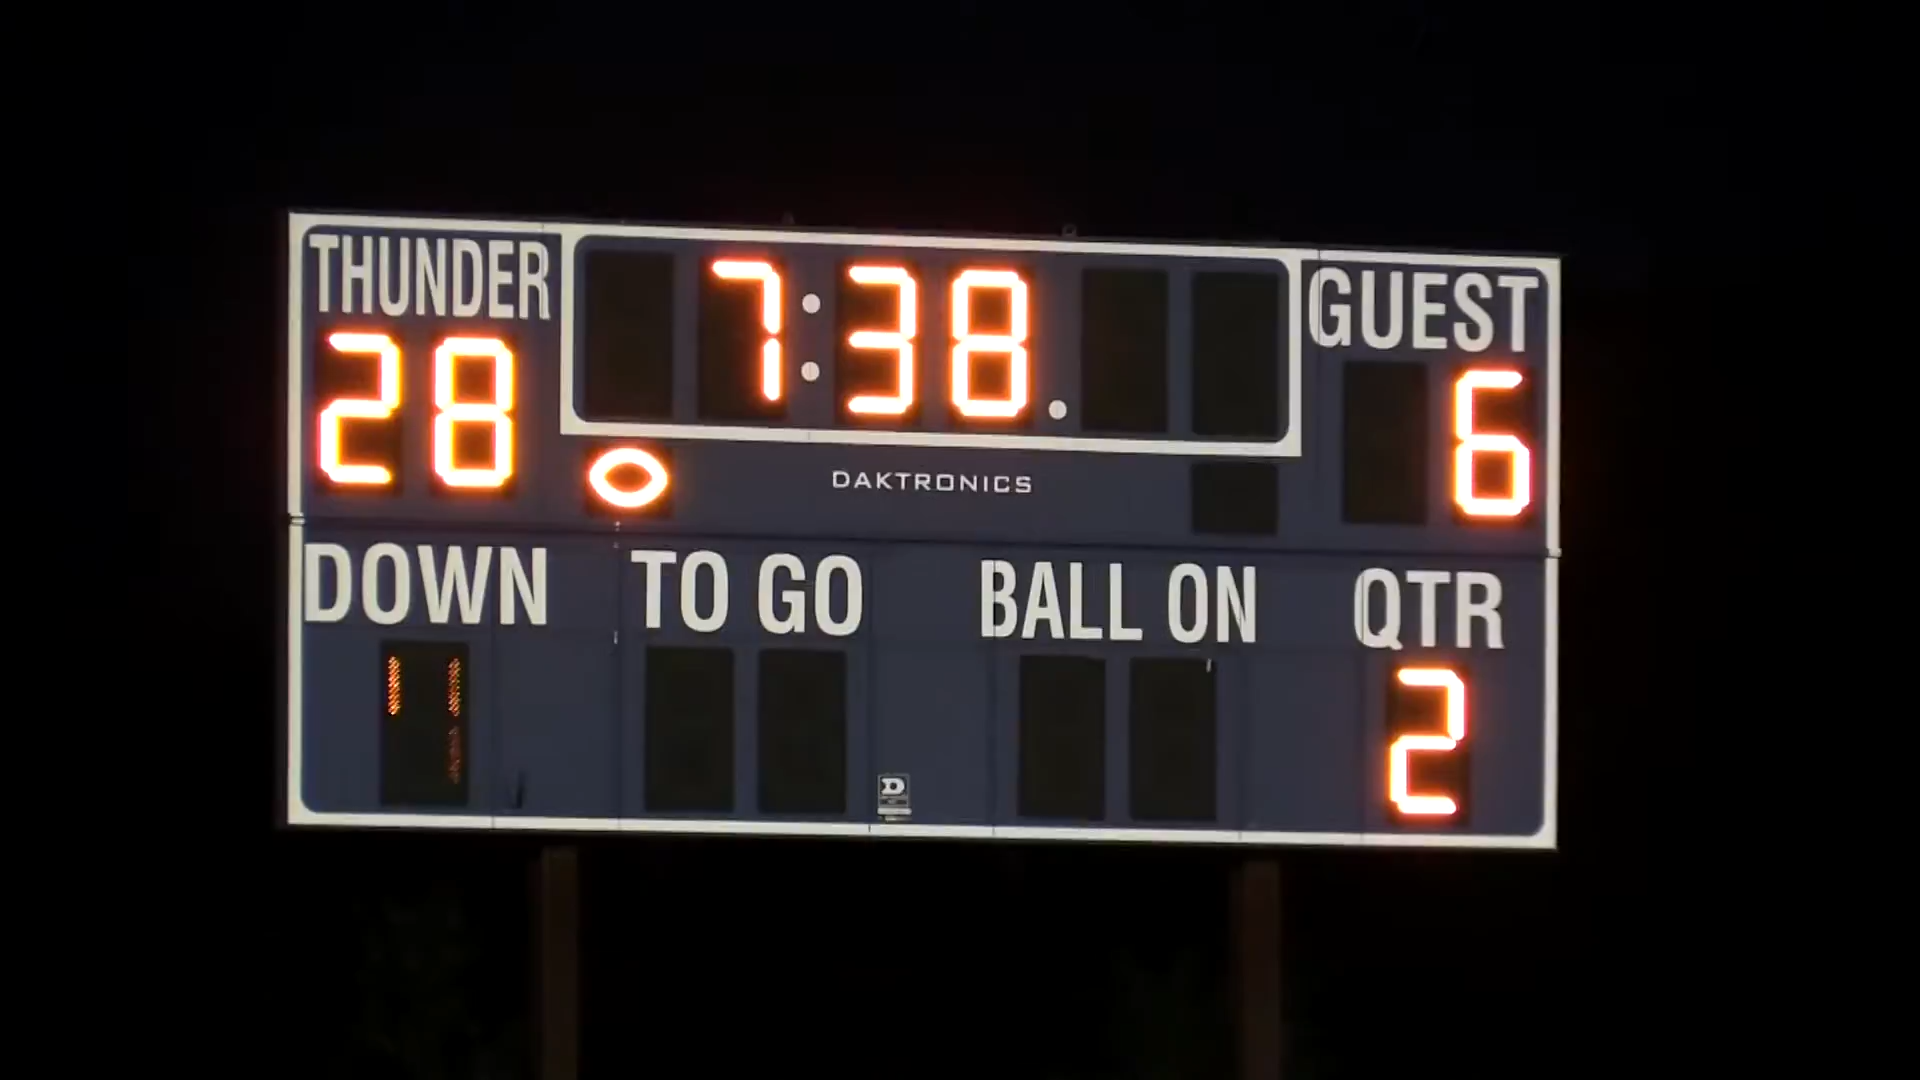 THUNDER 7:38. GUEST
28 6
DAKTRONICS
DOWN TO GO BALL ON QTR
2
D